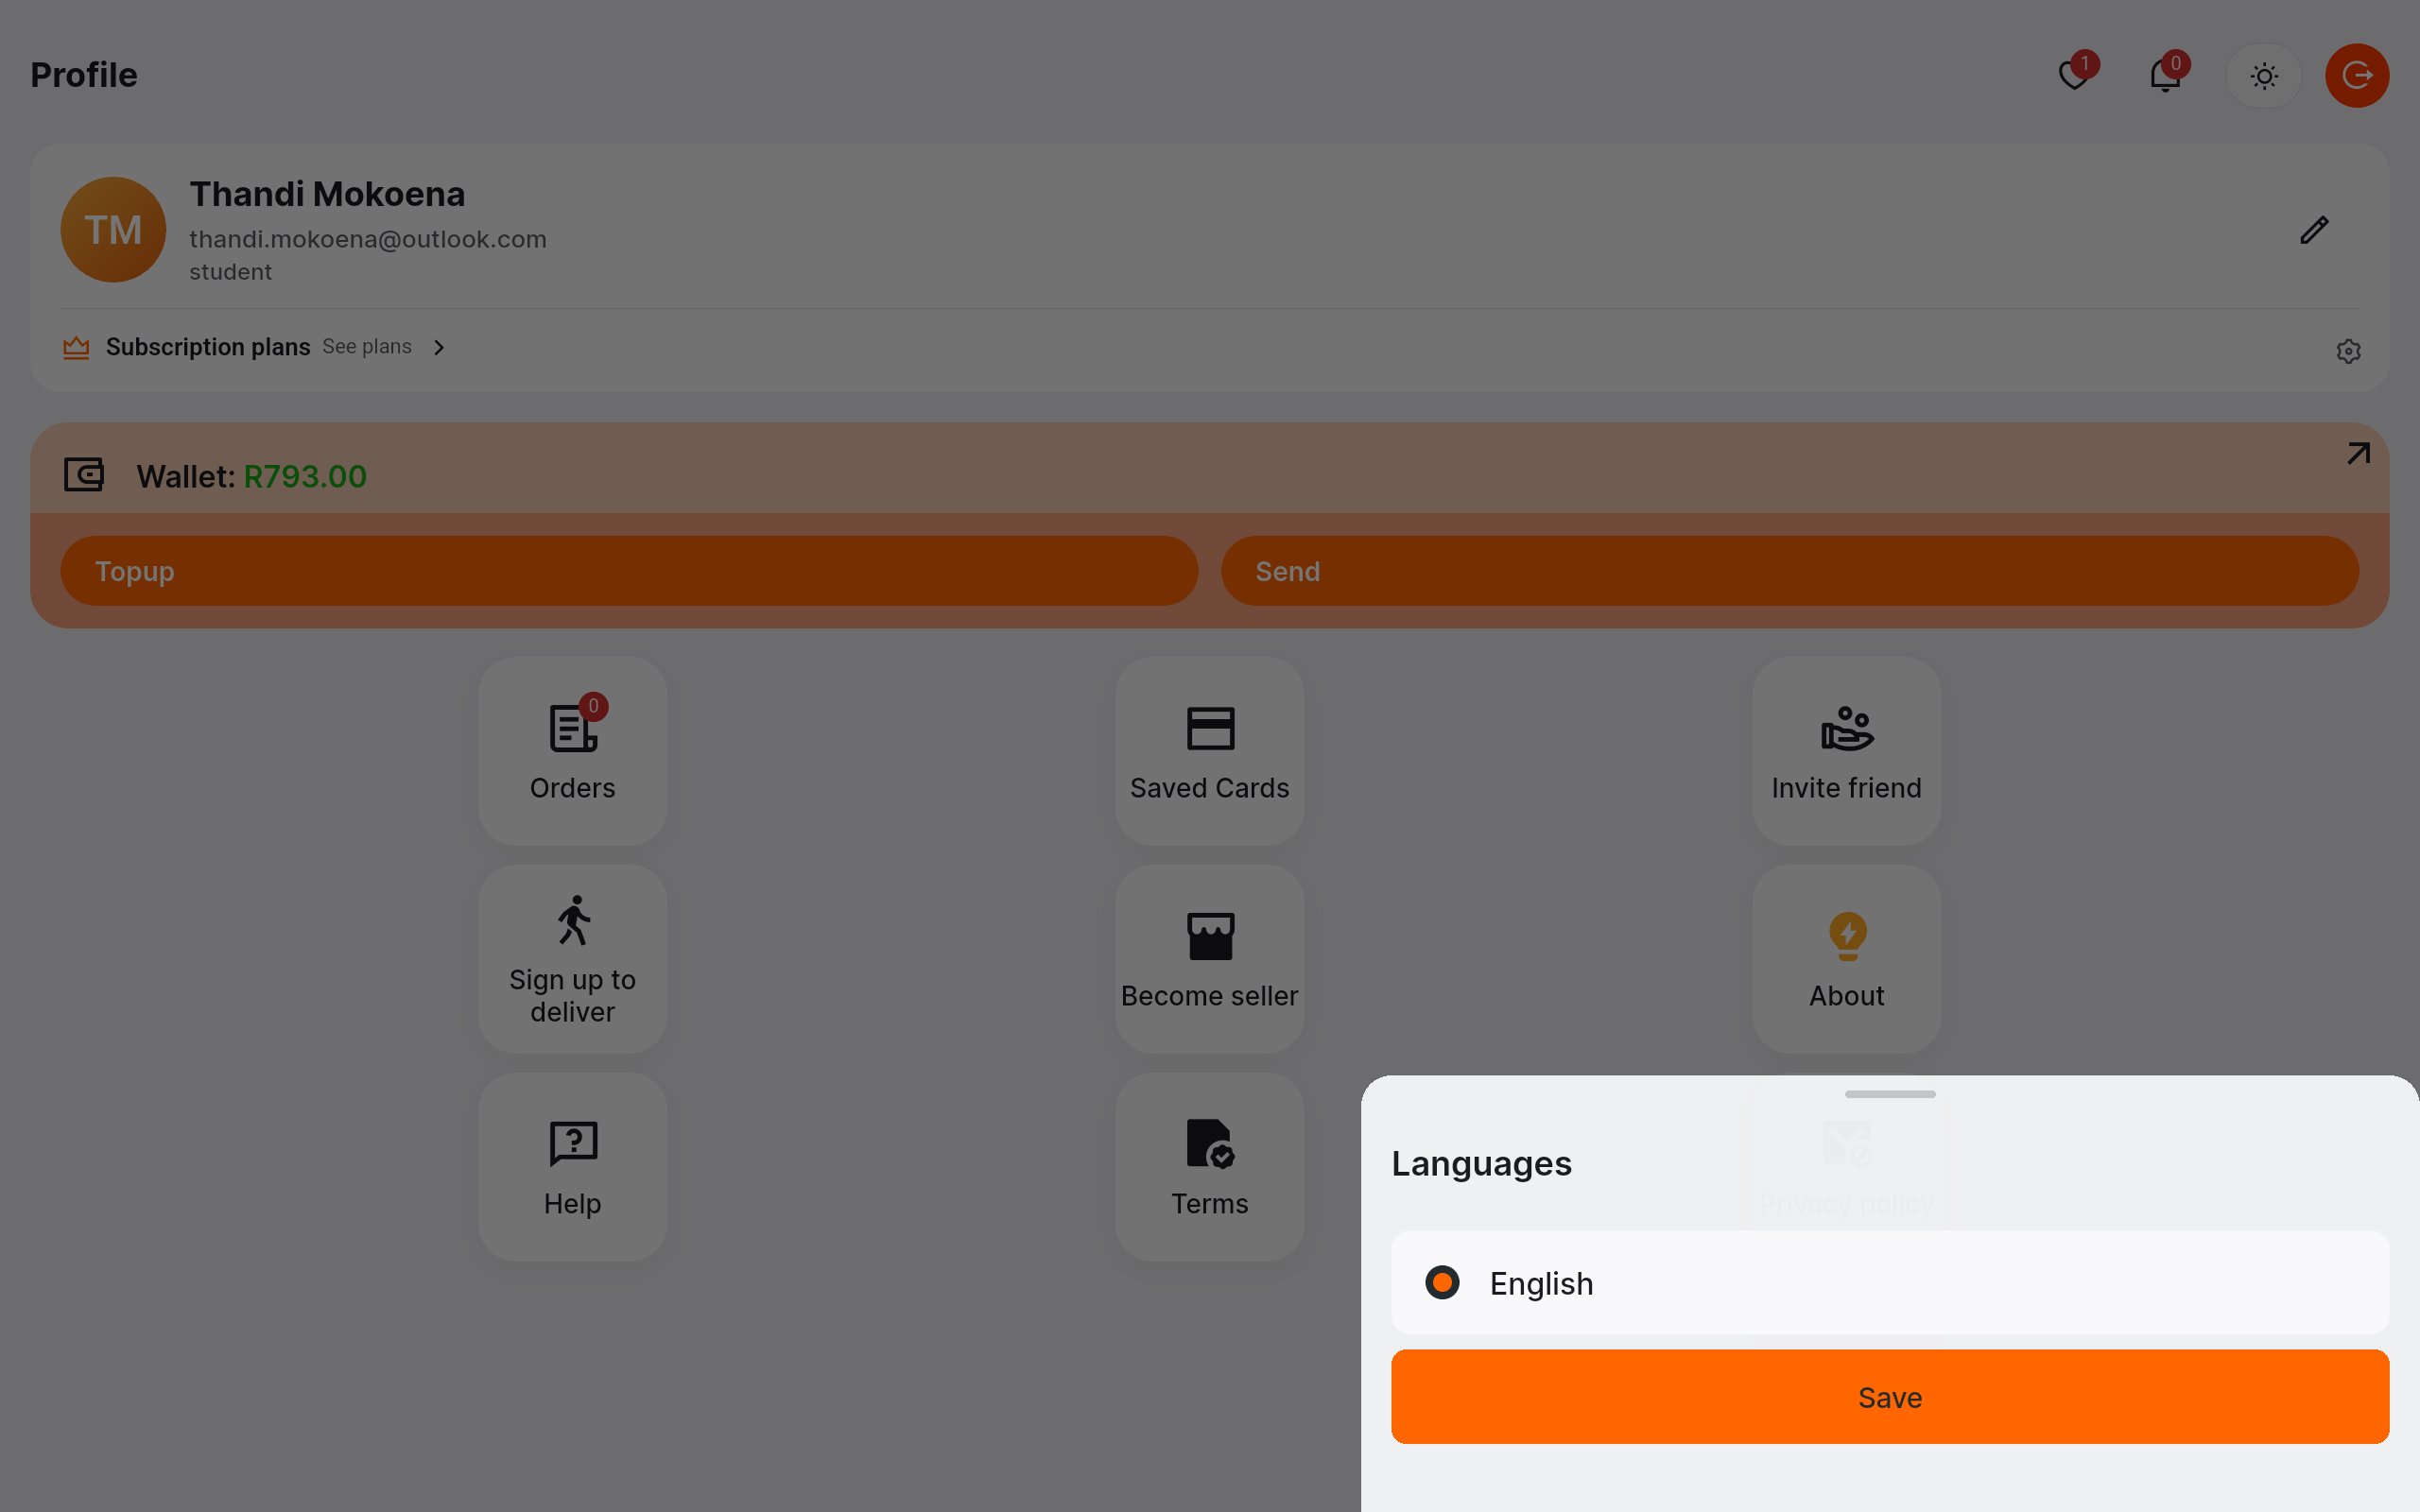 Profile
1
0
TM
Thandi Mokoena
thandi.mokoena@outlook.com
student
Subscription plans See plans
Wallet: R793.00
Topup
Send
0
Orders
Saved Cards
Invite friend
Sign up to
deliver
Become seller
About
Help
Terms
Privacy policy
Languages
English
Save